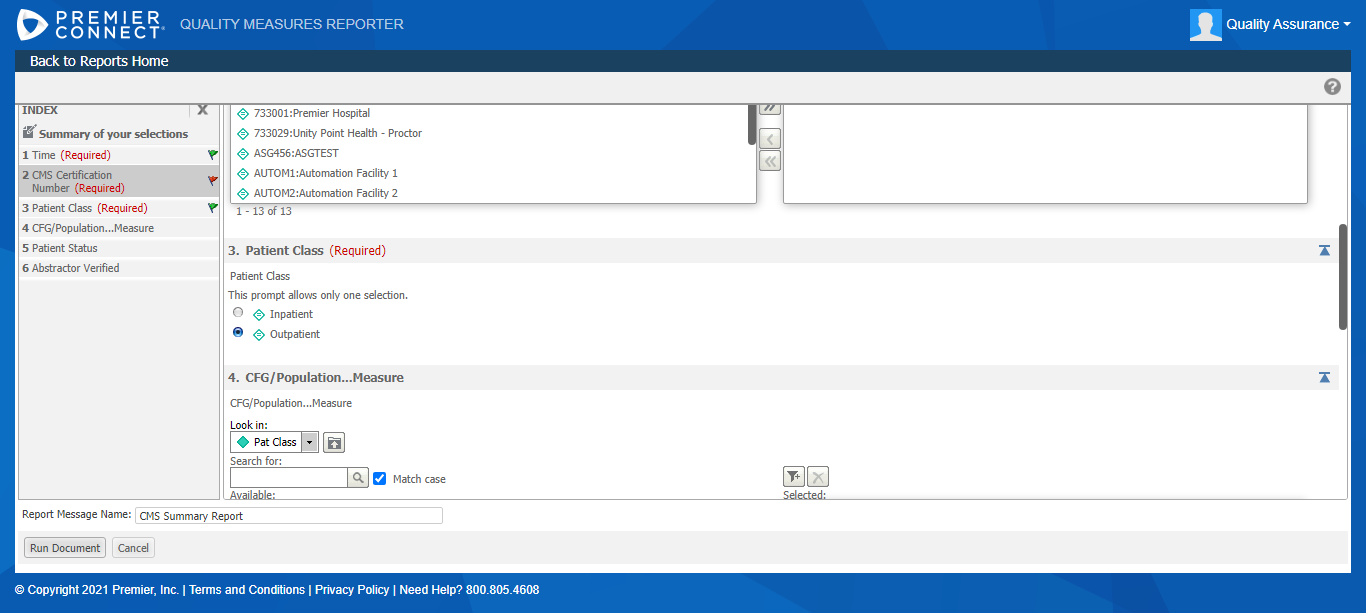 PREMIER CONNECT
QUALITY MEASURES REPORTER
Quality Assurance
Back to Reports Home
?
INDEX
X
Summary of your selections
1 Time (Required)
2 CMS Certification
Number (Required)
3 Patient Class (Required)
4 CFG/Population...Measure
5 Patient Status
6 Abstractor Verified
733001:Premier Hospital
733029:Unity Point Health - Proctor
ASG456:ASGTEST
AUTOM1:Automation Facility 1
AUTOM2:Automation Facility 2
1 - 13 of 13
3. Patient Class (Required)
Patient Class
This prompt allows only one selection.
Inpatient
Outpatient
4. CFG/Population...Measure
CFG/Population...Measure
Look in:
Pat Class
Search for:
Match case
Available:
Selected:
Report Message Name: CMS Summary Report
Run Document Cancel
© Copyright 2021 Premier, Inc. | Terms and Conditions | Privacy Policy | Need Help? 800.805.4608